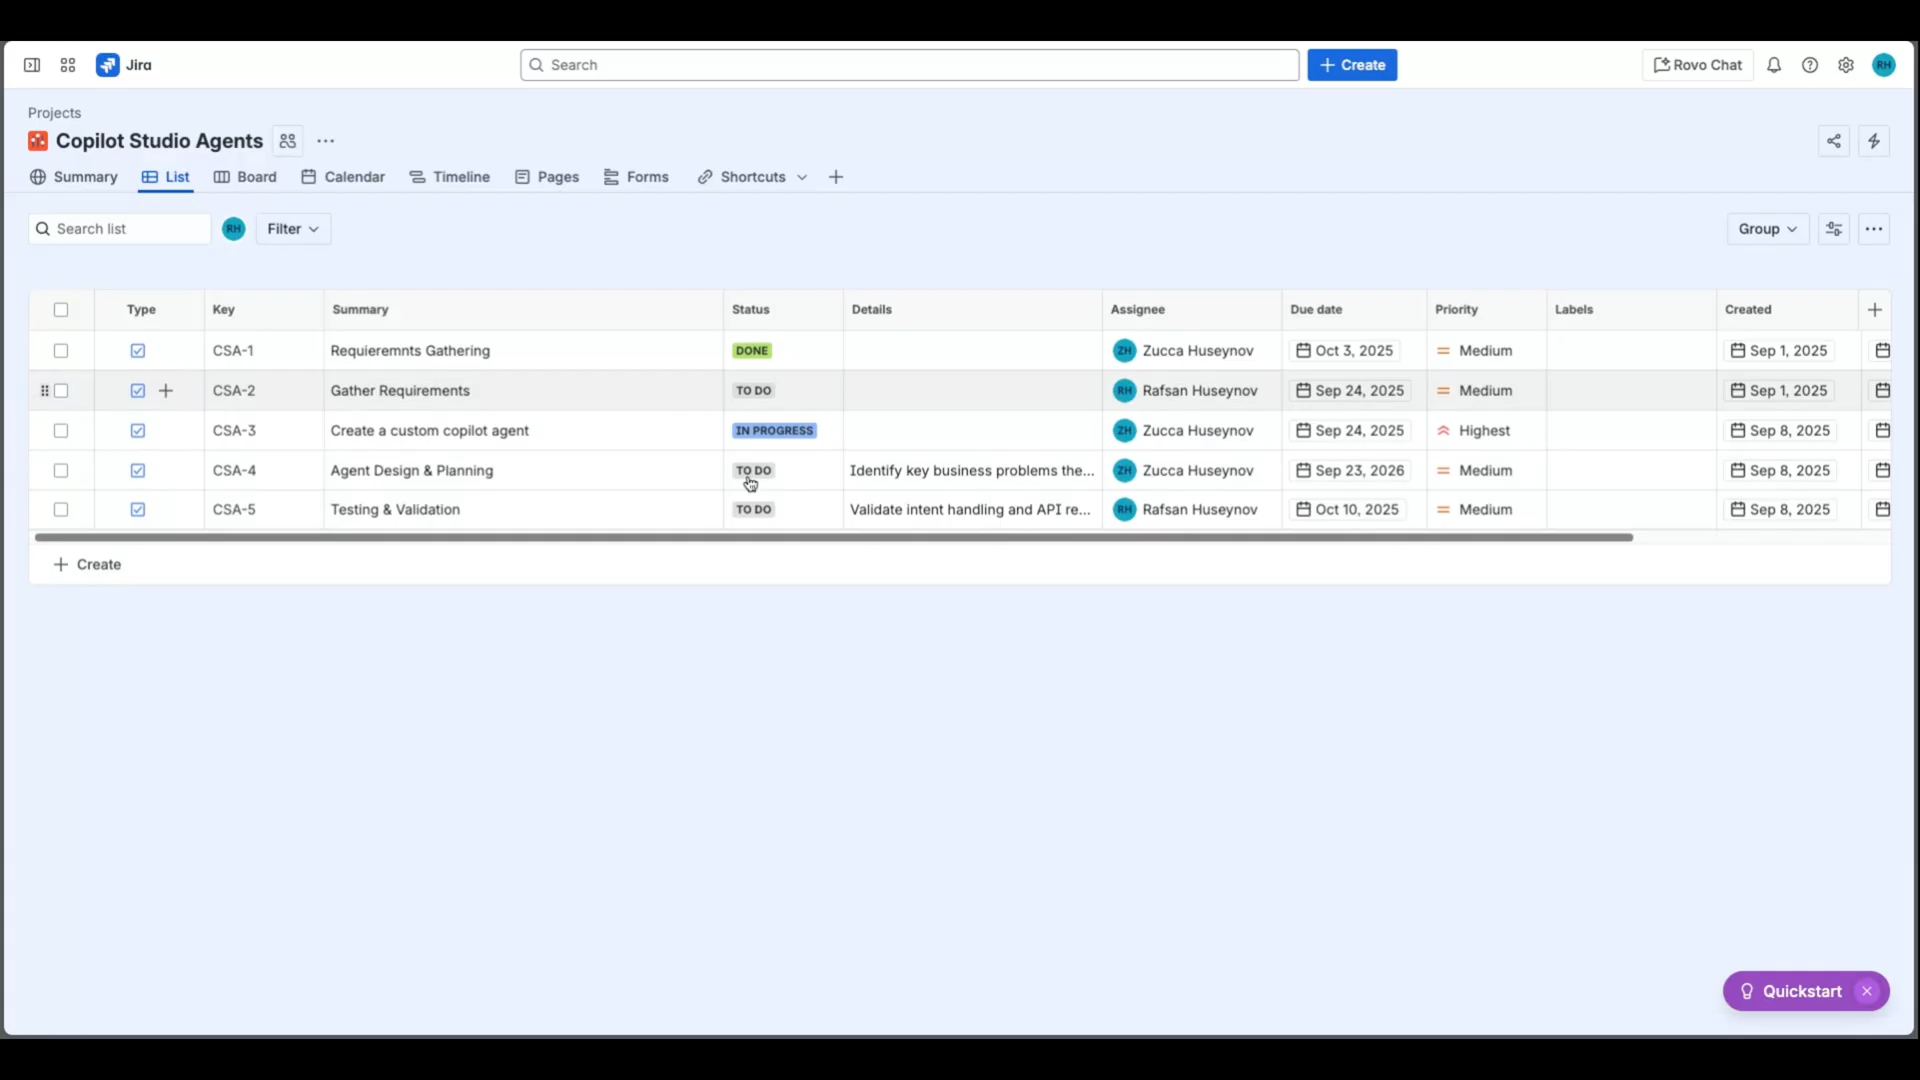 Jira
Search
+ Create
Rovo Chat
RH
Projects
Copilot Studio Agents
Summary List Board Calendar Timeline Pages Forms Shortcuts
Search list RH Filter Group
Type Key Summary Status Details Assignee Due date Priority Labels Created
CSA-1 Requieremnts Gathering DONE ZH Zucca Huseynov Oct 3, 2025 Medium Sep 1, 2025
CSA-2 Gather Requirements TO DO RH Rafsan Huseynov Sep 24, 2025 Medium Sep 1, 2025
CSA-3 Create a custom copilot agent IN PROGRESS ZH Zucca Huseynov Sep 24, 2025 Highest Sep 8, 2025
CSA-4 Agent Design & Planning TO DO Identify key business problems the... ZH Zucca Huseynov Sep 23, 2026 Medium Sep 8, 2025
CSA-5 Testing & Validation TO DO Validate intent handling and API re... RH Rafsan Huseynov Oct 10, 2025 Medium Sep 8, 2025
+ Create
Quickstart